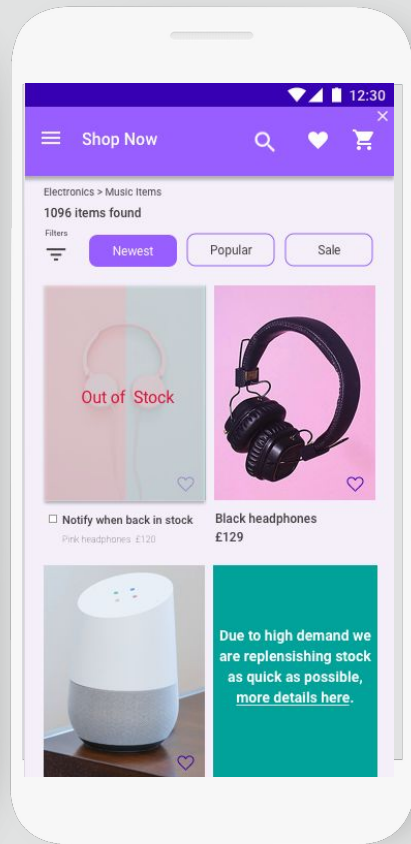 12:30
Shop Now
Electronics > Music Items
1096 items found
Filters
Newest Popular Sale
Out of Stock
Notify when back in stock
Pink headphones £120
Black headphones
£129
Due to high demand we
are replensishing stock
as quick as possible,
more details here.